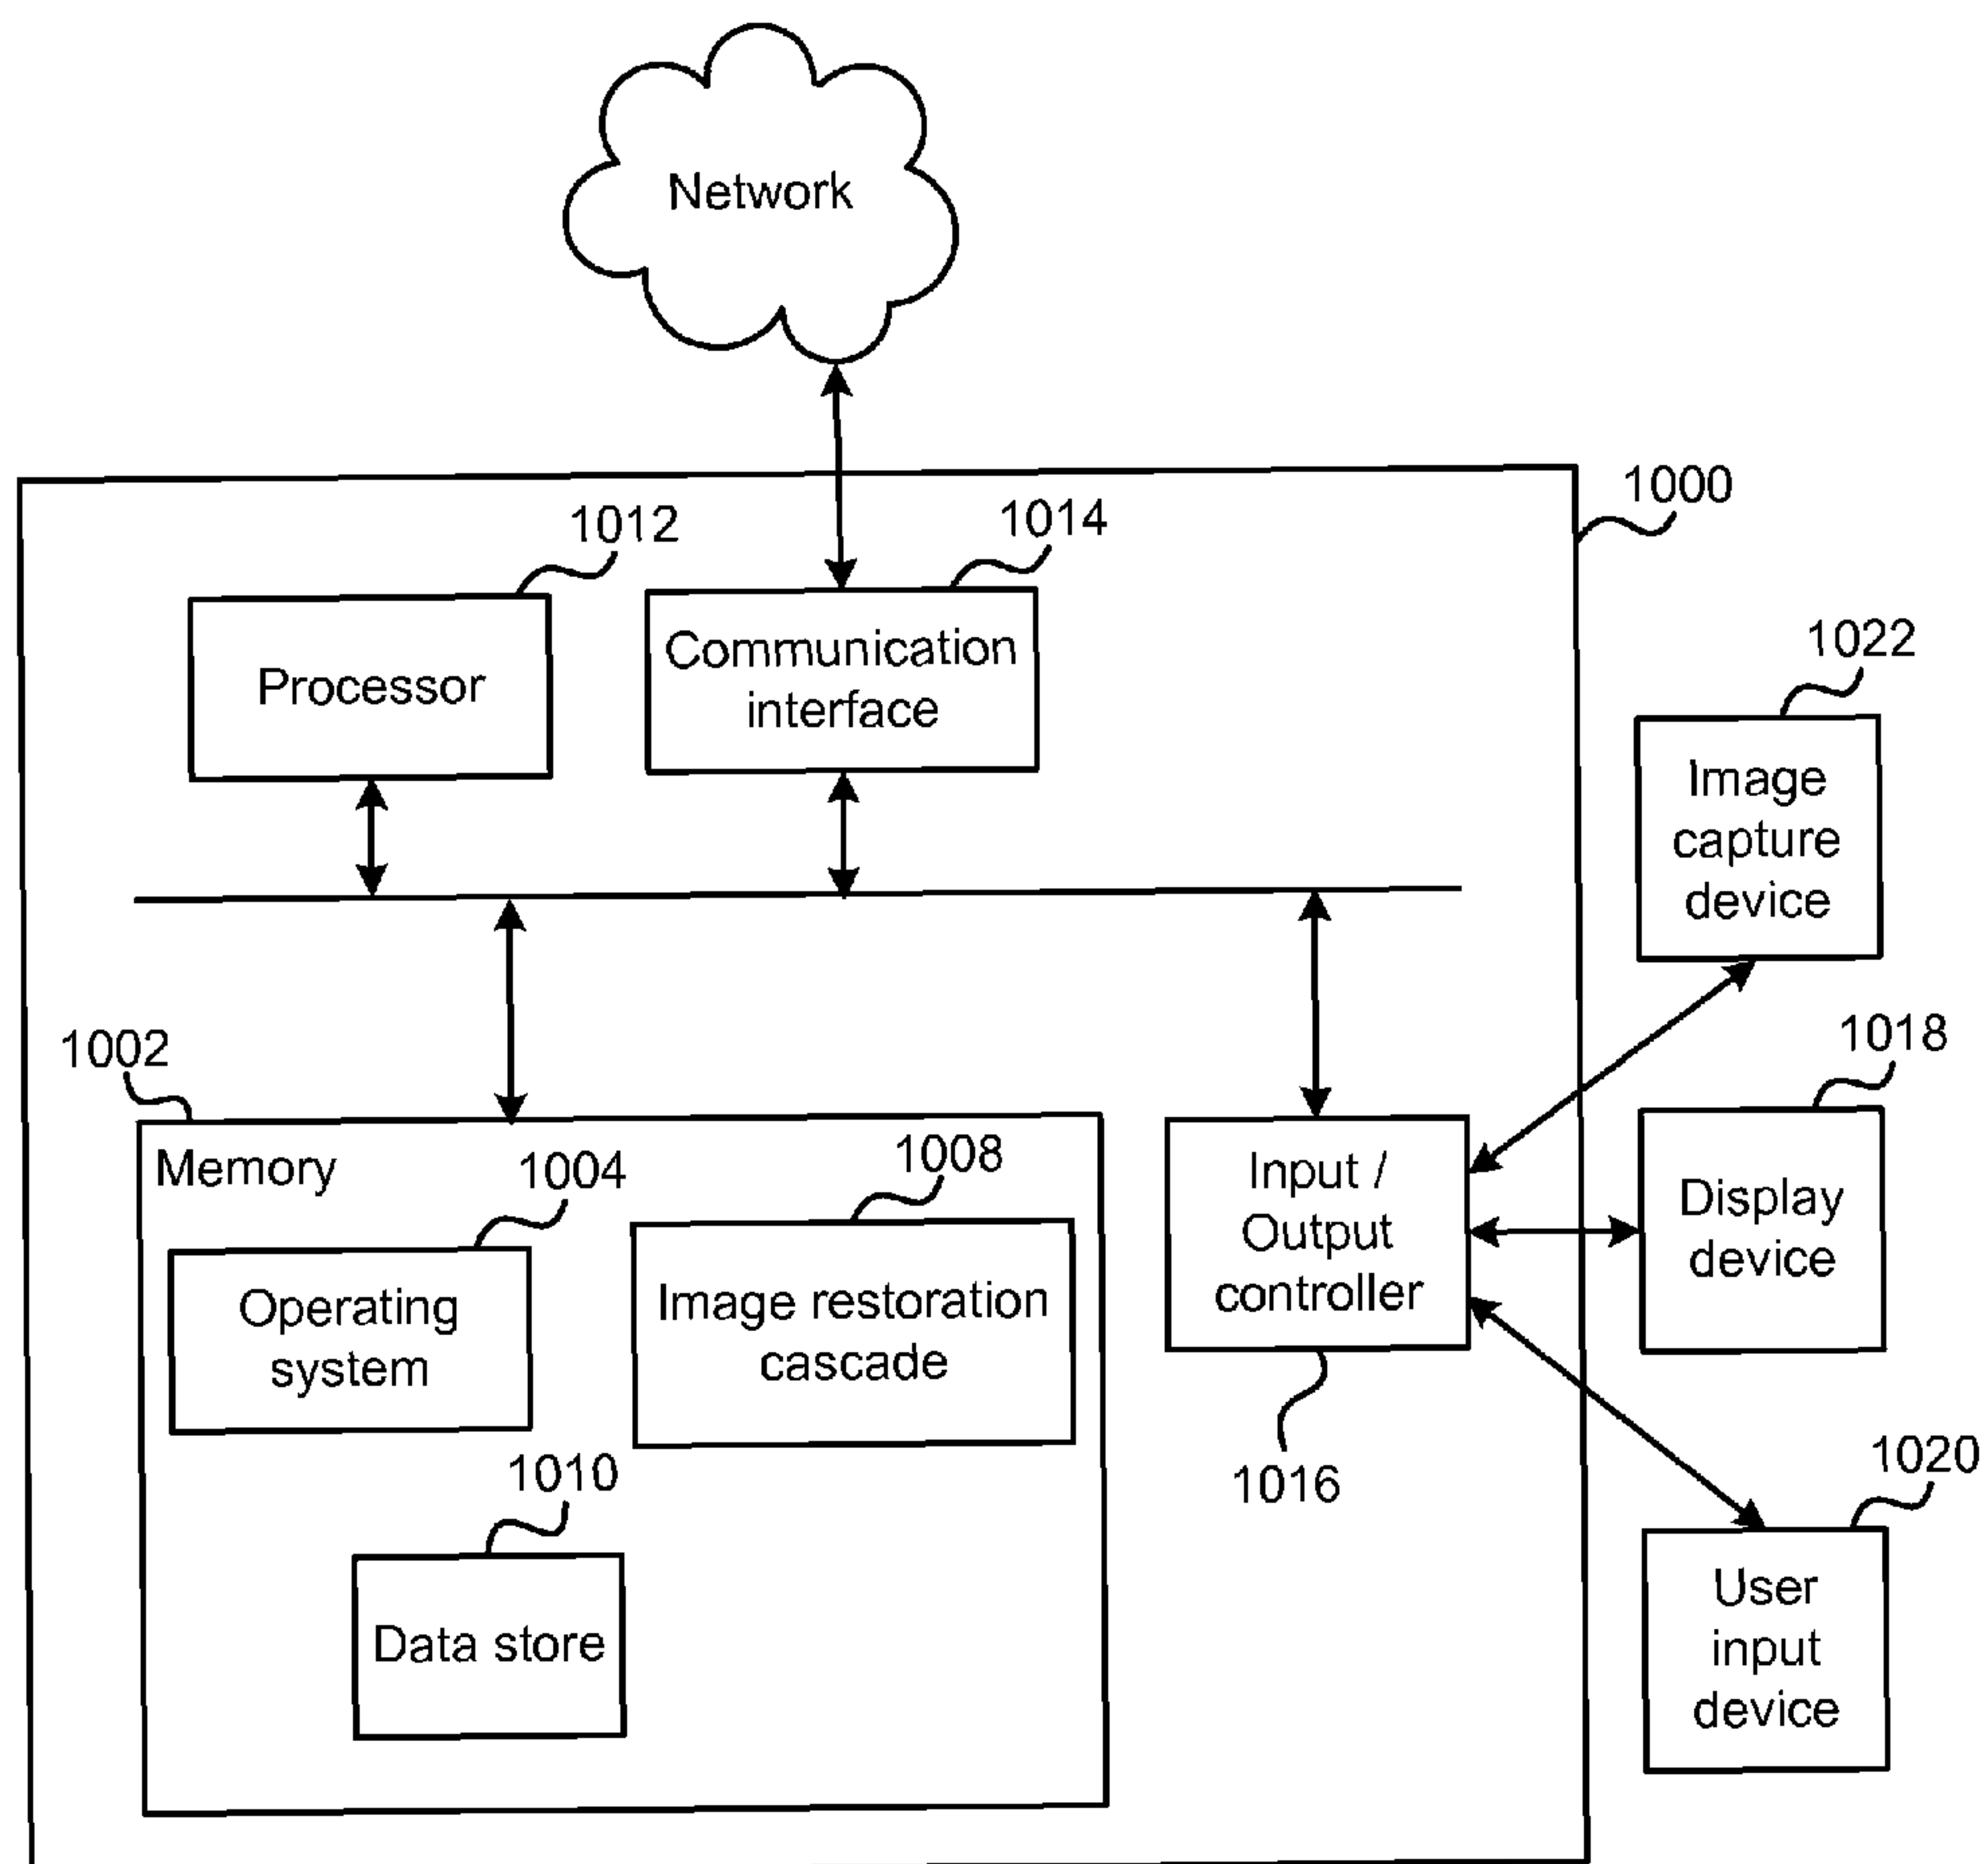 Network
1000
1012
1014
Processor
Communication
interface
1022
Image
capture
device
1002
1018
Memory
1004
1008
Input /
Output
controller
Display
device
Operating
system
Image restoration
cascade
1016
1010
1020
Data store
User
input
device